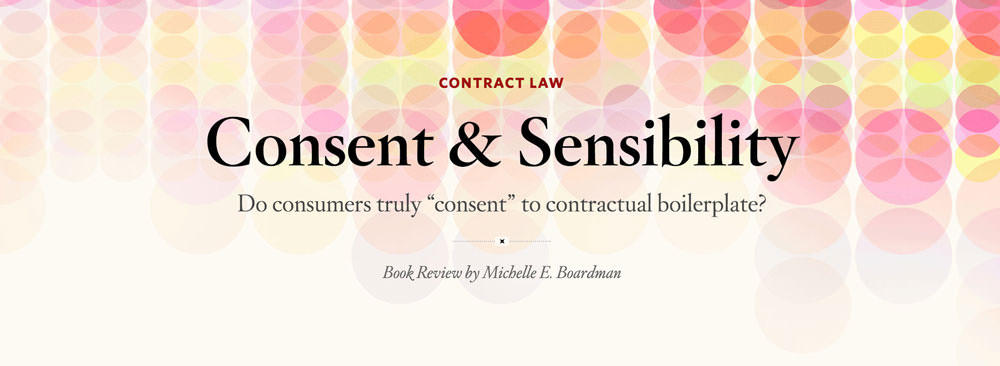 CONTRACT LAW
Consent & Sensibility
Do consumers truly “consent” to contractual boilerplate?
Book Review by Michelle E. Boardman